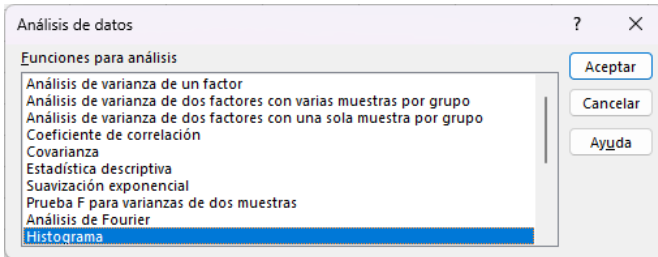 Análisis de datos ? ×
Funciones para análisis
Aceptar
Análisis de varianza de un factor
Análisis de varianza de dos factores con varias muestras por grupo
Cancelar
Análisis de varianza de dos factores con una sola muestra por grupo
Coeficiente de correlación
Ayuda
Covarianza
Estadística descriptiva
Suavización exponencial
Prueba F para varianzas de dos muestras
Análisis de Fourier
Histograma